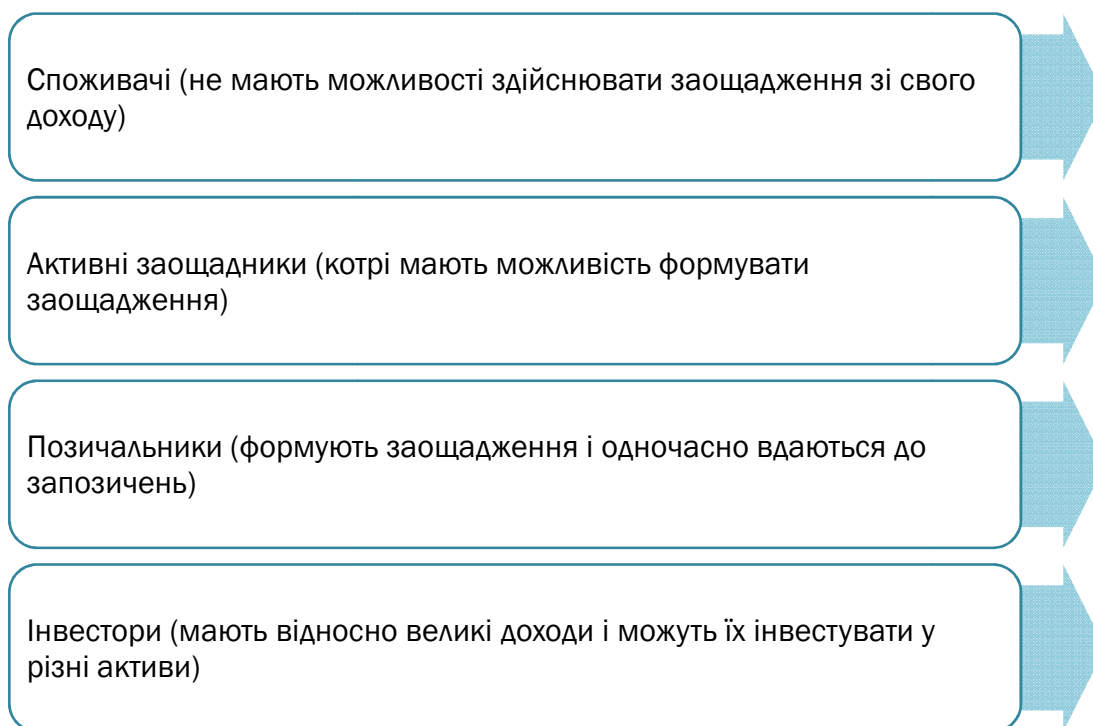 Споживачі (не мають можливості здійснювати заощадження зі свого
доходу)
Активні заощадники (котрі мають можливість формувати
заощадження)
Позичальники (формують заощадження і одночасно вдаються до
запозичень)
Інвестори (мають відносно великі доходи і можуть їх інвестувати у
різні активи)